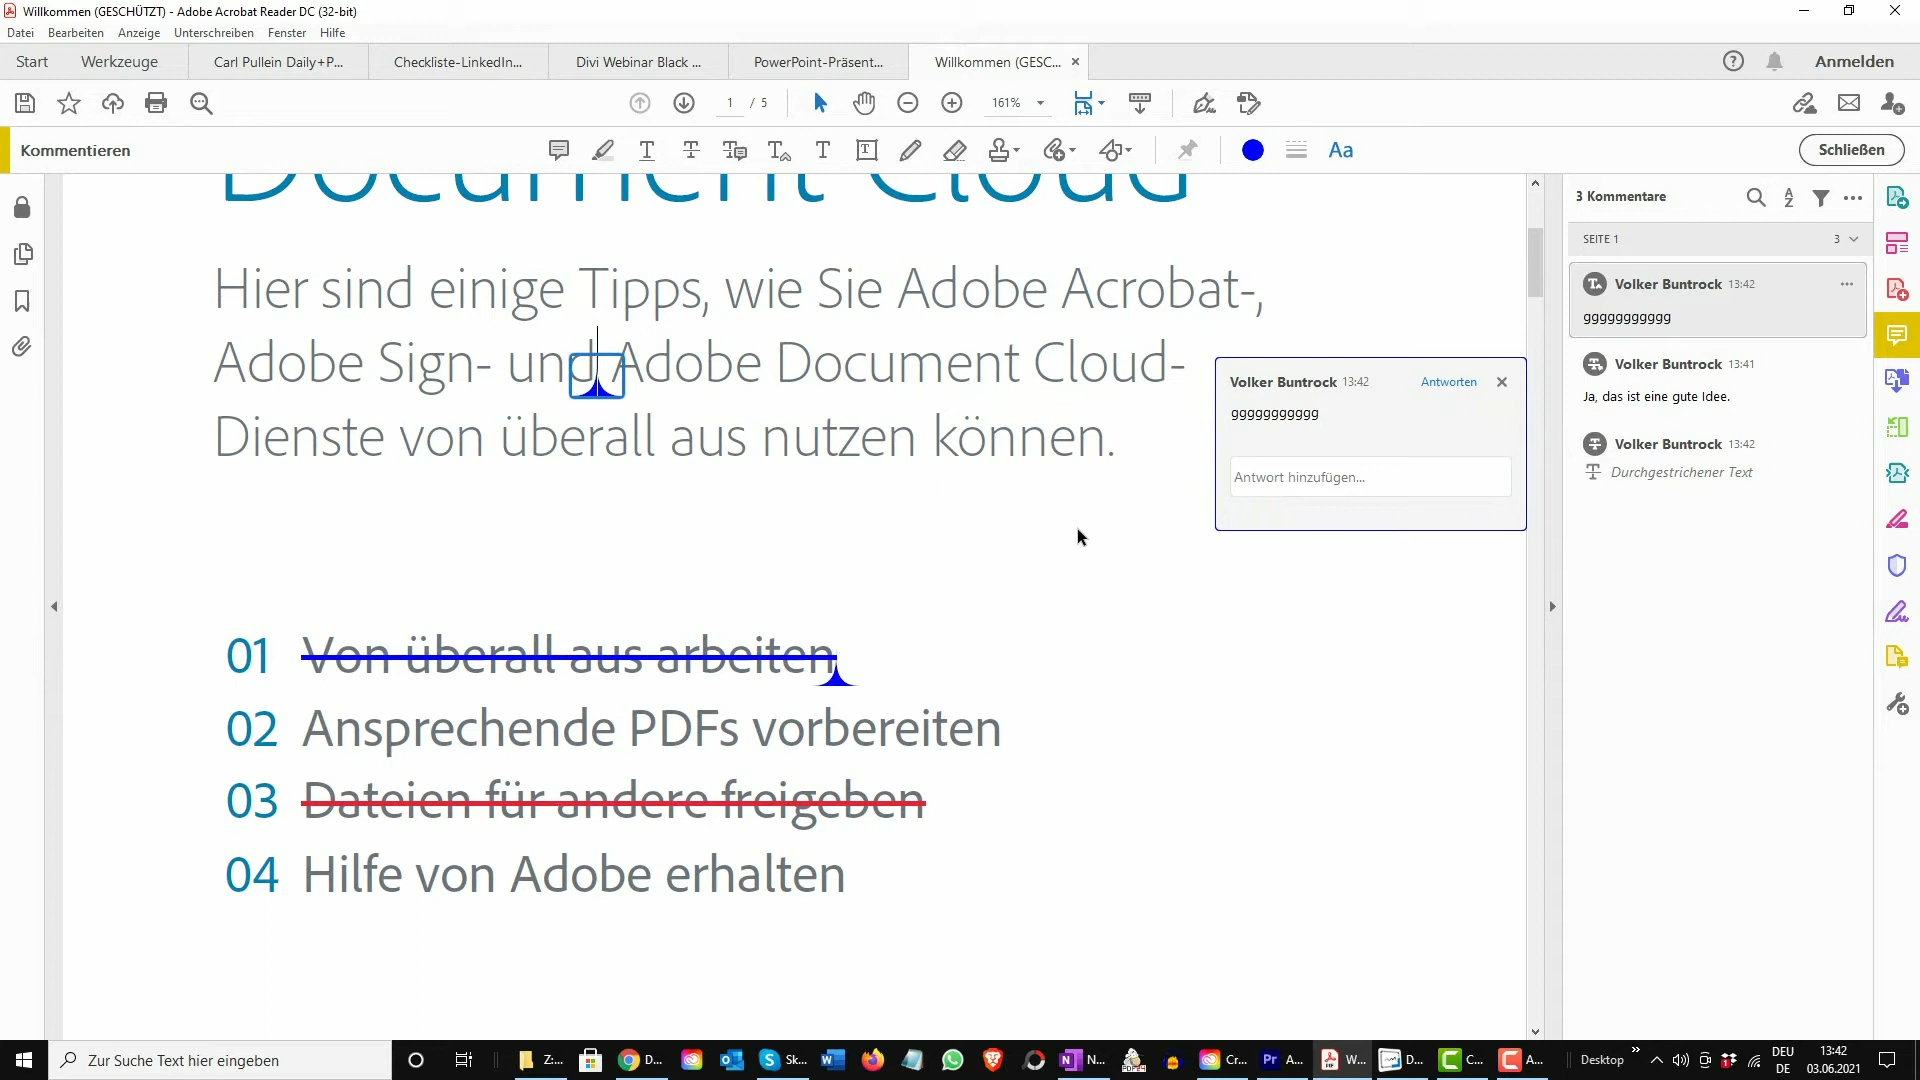 Willkommen (GESCHÜTZT) - Adobe Acrobat Reader DC (32-bit)
Datei Bearbeiten Anzeige Unterschreiben Fenster Hilfe
Start Werkzeuge Carl Pullein Daily+P... Checkliste-LinkedIn... Divi Webinar Black ... PowerPoint-Präsent... Willkommen (GESC... Anmelden
1 / 5 161%
Kommentieren Aa Schließen
Document Cloud
Hier sind einige Tipps, wie Sie Adobe Acrobat-,
Adobe Sign- und Adobe Document Cloud-
Dienste von überall aus nutzen können.
01 Von überall aus arbeiten
02 Ansprechende PDFs vorbereiten
03 Dateien für andere freigeben
04 Hilfe von Adobe erhalten
Volker Buntrock 13:42 Antworten
ggggggggggg
Antwort hinzufügen...
3 Kommentare
SEITE 1 3
Volker Buntrock 13:42
ggggggggggg
Volker Buntrock 13:41
Ja, das ist eine gute Idee.
Volker Buntrock 13:42
Durchgestrichener Text
Zur Suche Text hier eingeben Z:... D... Sk... N... Cr... A... W... D... C... A... Desktop DEU 13:42
DE 03.06.2021